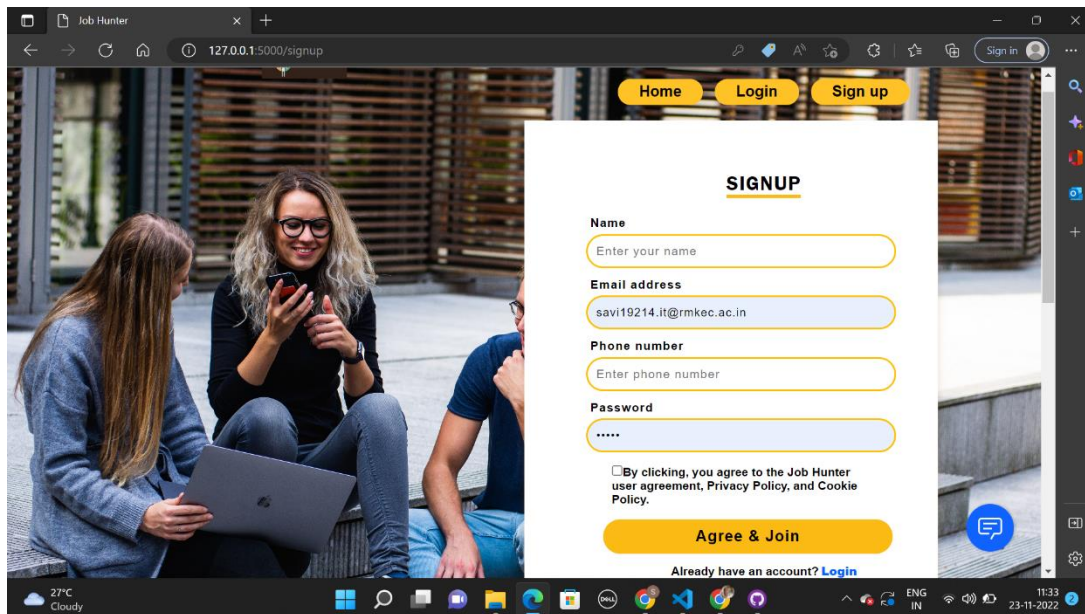 Job Hunter
127.0.0.1:5000/signup
Sign in
Home Login Sign up
SIGNUP
Name
Enter your name
Email address
savi19214.it@rmkec.ac.in
Phone number
Enter phone number
Password
•••••
By clicking, you agree to the Job Hunter
user agreement, Privacy Policy, and Cookie
Policy.
Agree & Join
Already have an account? Login
27°C
Cloudy
DELL
ENG
IN
11:33
23-11-2022
2